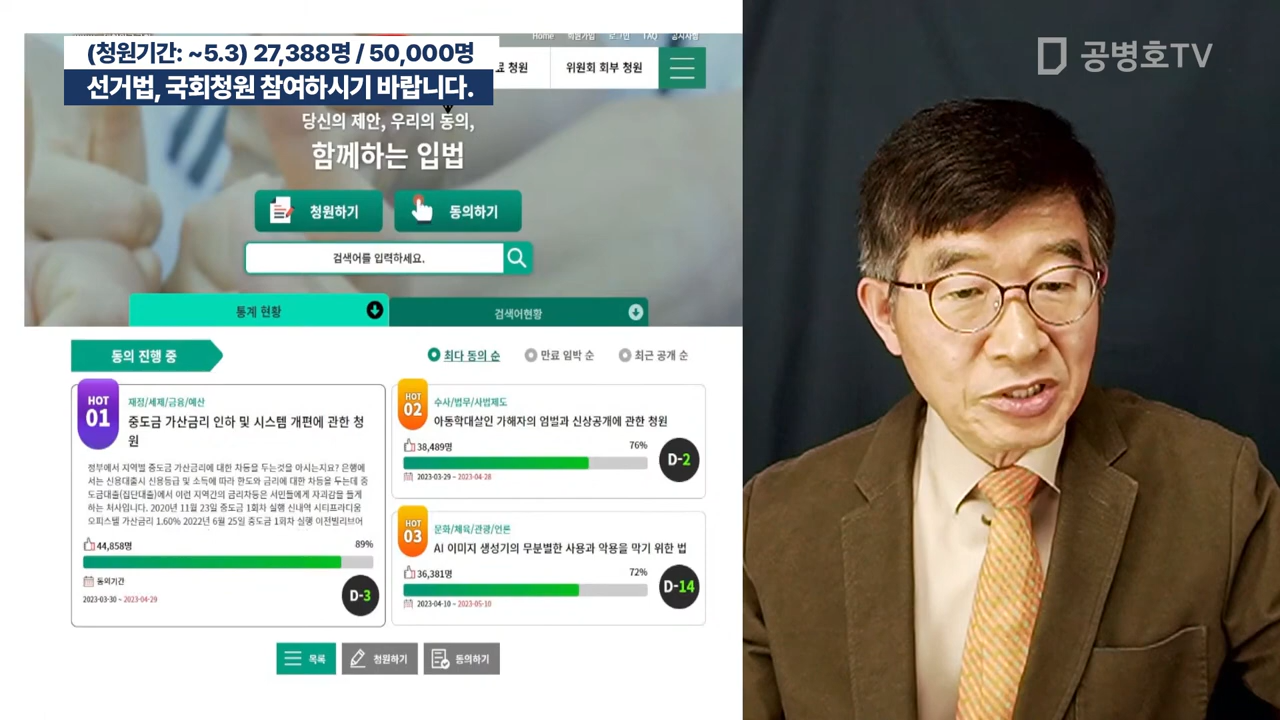 (청원기간: ~5.3) 27,388명 / 50,000명
선거법, 국회청원 참여하시기 바랍니다.
공병호TV
Home 회원가입 로그인 FAQ 공지사항
료 청원
위원회 회부 청원
당신의 제안, 우리의 동의,
함께하는 입법
청원하기
동의하기
검색어를 입력하세요.
통계 현황
검색어현황
동의 진행 중
최다 동의 순
만료 임박 순
최근 공개 순
HOT
01
재정/세제/금융/예산
중도금 가산금리 인하 및 시스템 개편에 관한 청
원
정부에서 지역별 중도금 가산금리에 대한 차등을 두는것을 아시는지요? 은행에
서는 신용대출시 신용등급 및 소득에 따라 한도와 금리에 대한 차등을 두는데 중
도금대출(집단대출)에서 이런 지역간의 금리차등은 서민들에게 자괴감을 들게
하는 처사입니다. 2020년 11월 23일 중도금 1회차 실행 신내역 시티프라디움
오피스텔 가산금리 1.60% 2022년 6월 25일 중도금 1회차 실행 이천빌리브어
44,858명
89%
동의기간
2023-03-30 ~ 2023-04-29
D-3
HOT
02
수사/법무/사법제도
아동학대살인 가해자의 엄벌과 신상공개에 관한 청원
38,489명
76%
2023-03-29 ~ 2023-04-28
D-2
HOT
03
문화/체육/관광/언론
AI 이미지 생성기의 무분별한 사용과 악용을 막기 위한 법
36,381명
72%
2023-04-10 ~ 2023-05-10
D-14
목록
청원하기
동의하기